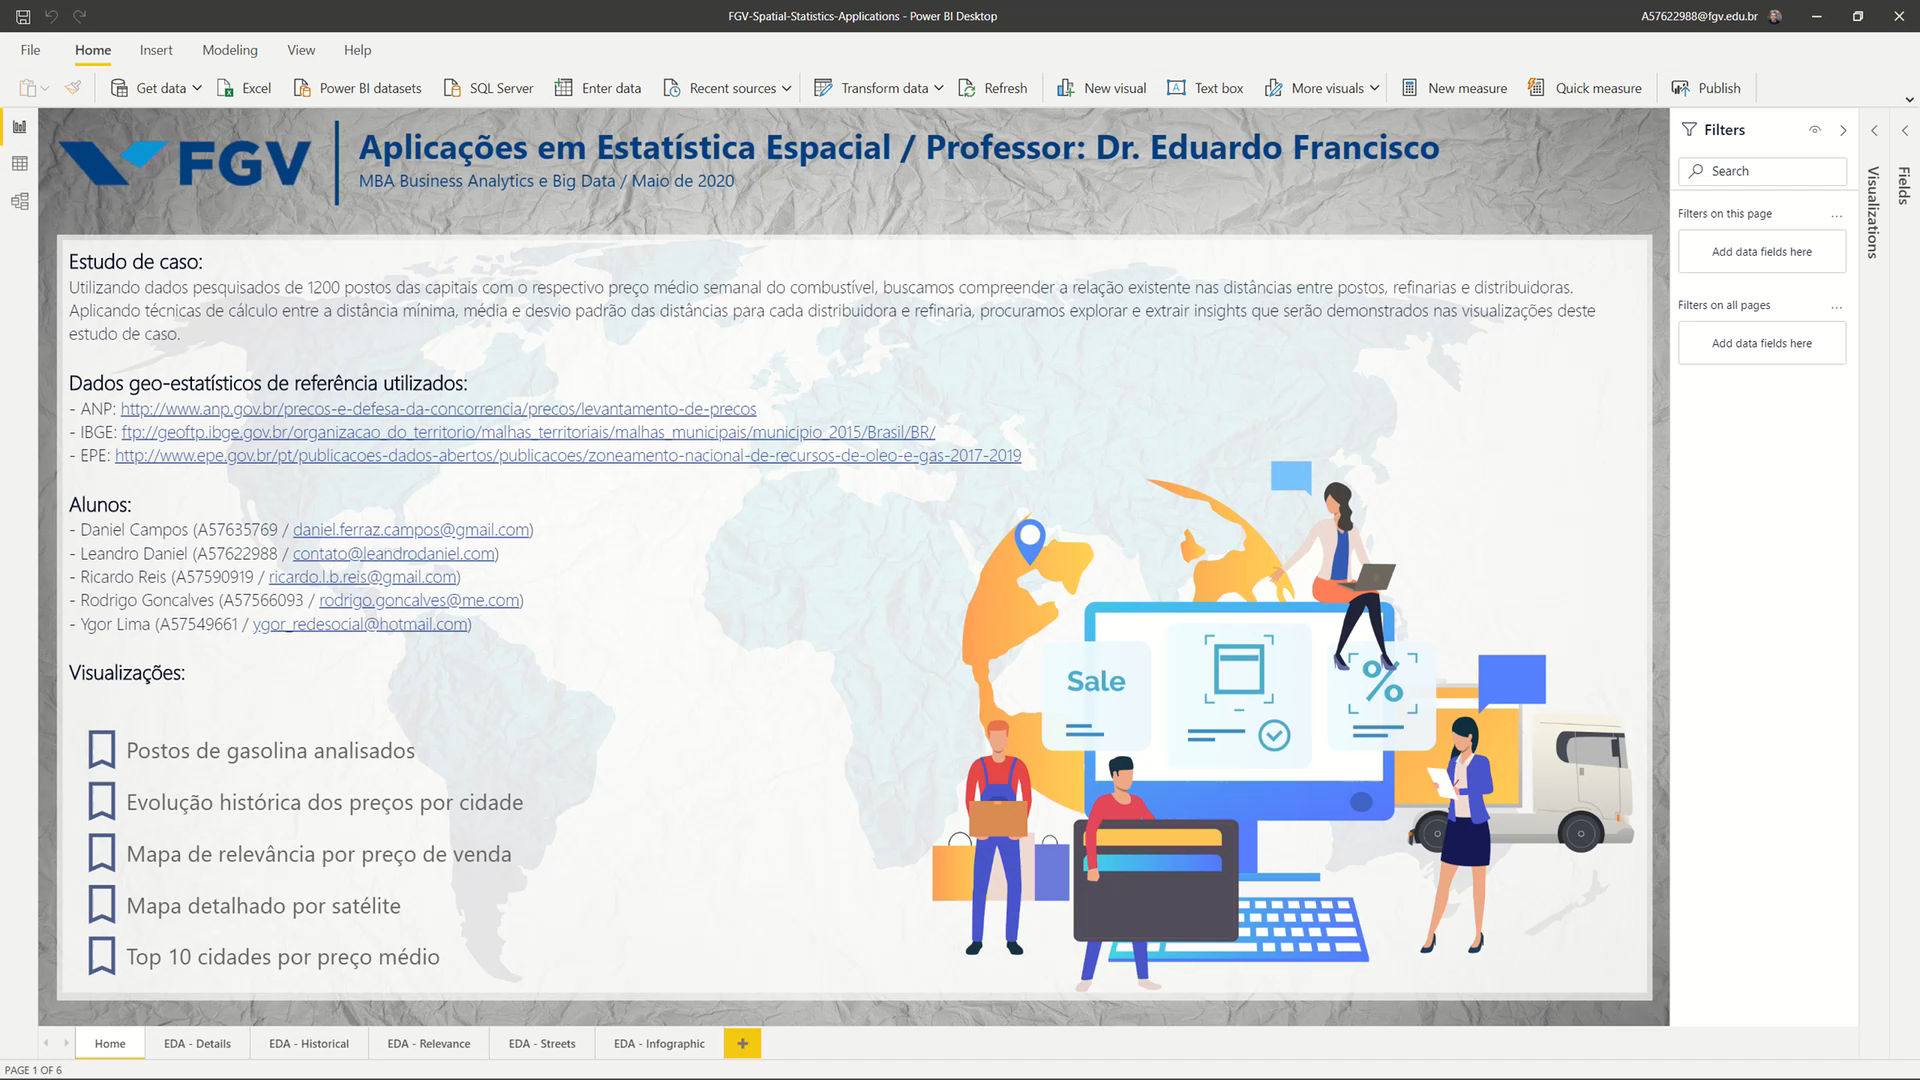 FGV-Spatial-Statistics-Applications - Power BI Desktop
A57622988@fgv.edu.br
File Home Insert Modeling View Help
Get data Excel Power BI datasets SQL Server Enter data Recent sources Transform data Refresh New visual Text box More visuals New measure Quick measure Publish
FGV
Aplicações em Estatística Espacial / Professor: Dr. Eduardo Francisco
MBA Business Analytics e Big Data / Maio de 2020
Estudo de caso:
Utilizando dados pesquisados de 1200 postos das capitais com o respectivo preço médio semanal do combustível, buscamos compreender a relação existente nas distâncias entre postos, refinarias e distribuidoras.
Aplicando técnicas de cálculo entre a distância mínima, média e desvio padrão das distâncias para cada distribuidora e refinaria, procuramos explorar e extrair insights que serão demonstrados nas visualizações deste
estudo de caso.
Dados geo-estatísticos de referência utilizados:
- ANP: http://www.anp.gov.br/precos-e-defesa-da-concorrencia/precos/levantamento-de-precos
- IBGE: ftp://geoftp.ibge.gov.br/organizacao_do_territorio/malhas_territoriais/malhas_municipais/municipio_2015/Brasil/BR/
- EPE: http://www.epe.gov.br/pt/publicacoes-dados-abertos/publicacoes/zoneamento-nacional-de-recursos-de-oleo-e-gas-2017-2019
Alunos:
- Daniel Campos (A57635769 / daniel.ferraz.campos@gmail.com)
- Leandro Daniel (A57622988 / contato@leandrodaniel.com)
- Ricardo Reis (A57590919 / ricardo.l.b.reis@gmail.com)
- Rodrigo Goncalves (A57566093 / rodrigo.goncalves@me.com)
- Ygor Lima (A57549661 / ygor_redesocial@hotmail.com)
Visualizações:
Postos de gasolina analisados
Evolução histórica dos preços por cidade
Mapa de relevância por preço de venda
Mapa detalhado por satélite
Top 10 cidades por preço médio
Sale
%
Filters
Search
Filters on this page
...
Add data fields here
Filters on all pages
...
Add data fields here
Visualizations
Fields
Home EDA - Details EDA - Historical EDA - Relevance EDA - Streets EDA - Infographic +
PAGE 1 OF 6